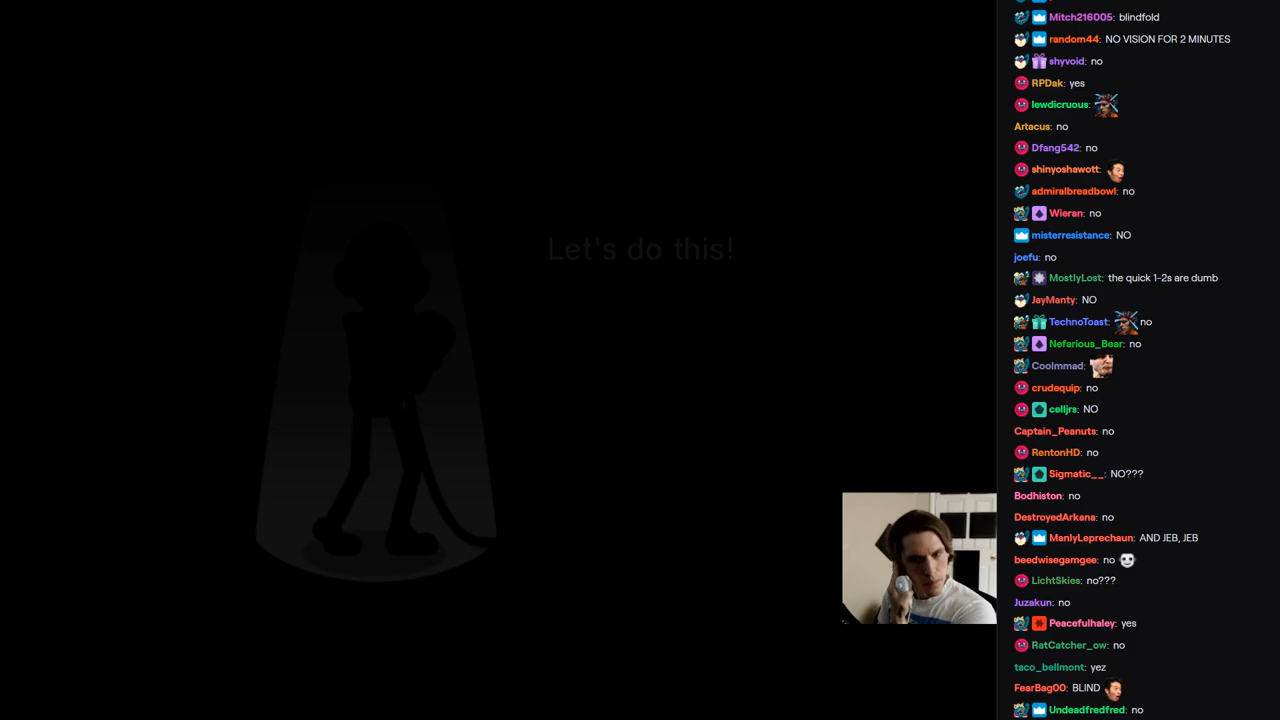 Mitch216005: blindfold
random44: NO VISION FOR 2 MINUTES
shyvoid: no
RPDak: yes
lewdicruous:
Artacus: no
Dfang542: no
shinyoshawott:
admiralbreadbowl: no
Wieran: no
misterresistance: NO
Let's do this!
joefu: no
MostlyLost: the quick 1-2s are dumb
JayManty: NO
TechnoToast: no
Nefarious_Bear: no
Coolmmad:
crudequip: no
celljrs: NO
Captain_Peanuts: no
RentonHD: no
Sigmatic__: NO???
Bodhiston: no
DestroyedArkana: no
ManlyLeprechaun: AND JEB, JEB
beedwisegamgee: no
LichtSkies: no???
Juzakun: no
Peacefulhaley: yes
RatCatcher_ow: no
taco_bellmont: yez
FearBag00: BLIND
Undeadfredfred: no